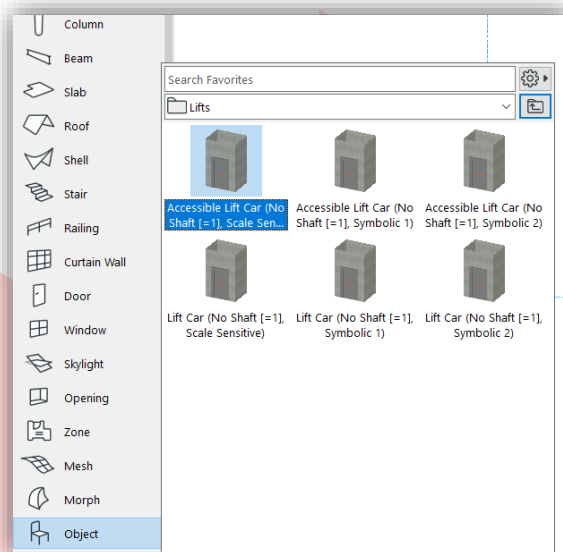 Column
Beam
Slab
Roof
Shell
Stair
Railing
Curtain Wall
Door
Window
Skylight
Opening
Zone
Mesh
Morph
Object
Search Favorites
Lifts
Accessible Lift Car (No
Shaft [=1], Scale Sen...
Accessible Lift Car (No
Shaft [=1], Symbolic 1)
Accessible Lift Car (No
Shaft [=1], Symbolic 2)
Lift Car (No Shaft [=1],
Scale Sensitive)
Lift Car (No Shaft [=1],
Symbolic 1)
Lift Car (No Shaft [=1],
Symbolic 2)